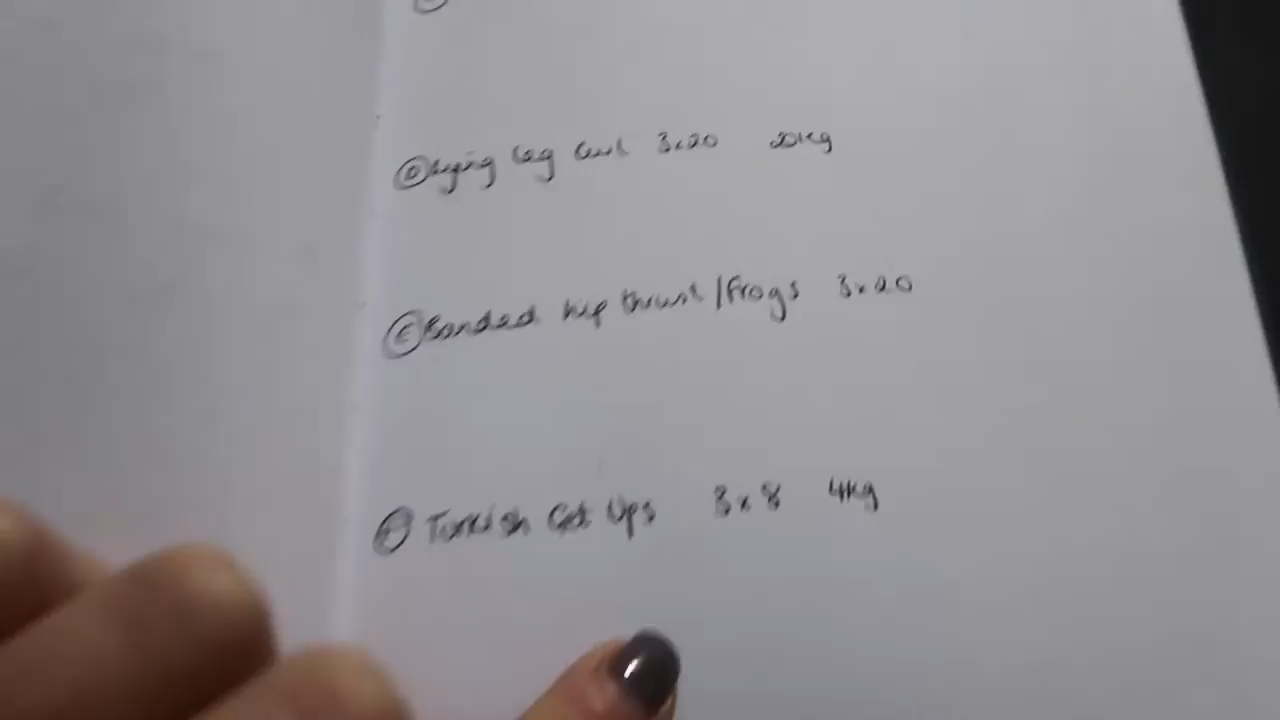 D Lying Leg Curl 3x20 20kg
E Banded hip thrust/frogs 3x20
F Turkish Get Ups 3x8 4kg